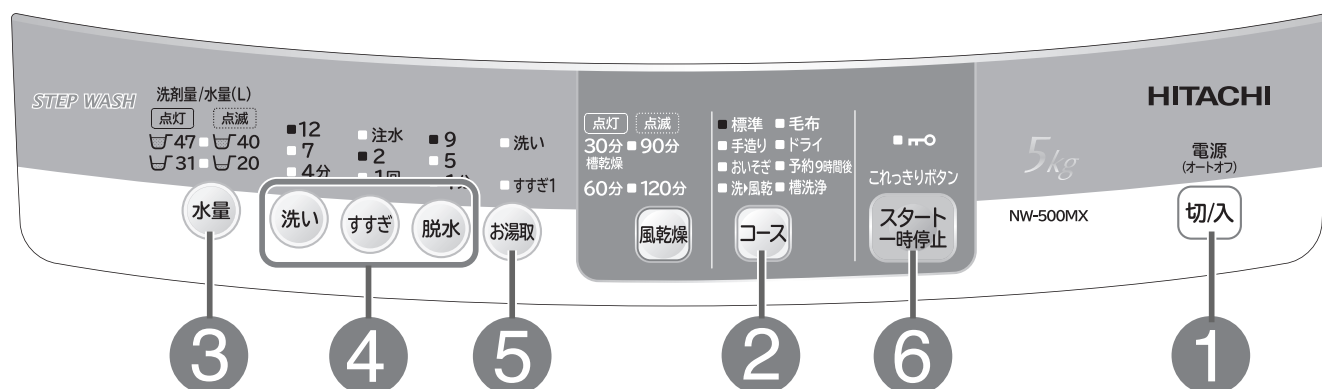 STEP WASH
洗剤量/水量(L)
点灯 点滅
47 40
31 20
水量
12
7
4分
洗い
注水
2
1回
すすぎ
9
5
脱水
洗い
すすぎ1
お湯取
点灯 点滅
30分 90分
槽乾燥
60分 120分
風乾燥
標準 毛布
手造り ドライ
おいそぎ 予約9時間後
洗▶風乾 槽洗浄
コース
これっきりボタン
スタート
一時停止
5kg
NW-500MX
HITACHI
電源
(オートオフ)
切/入
3
4
5
2
6
1